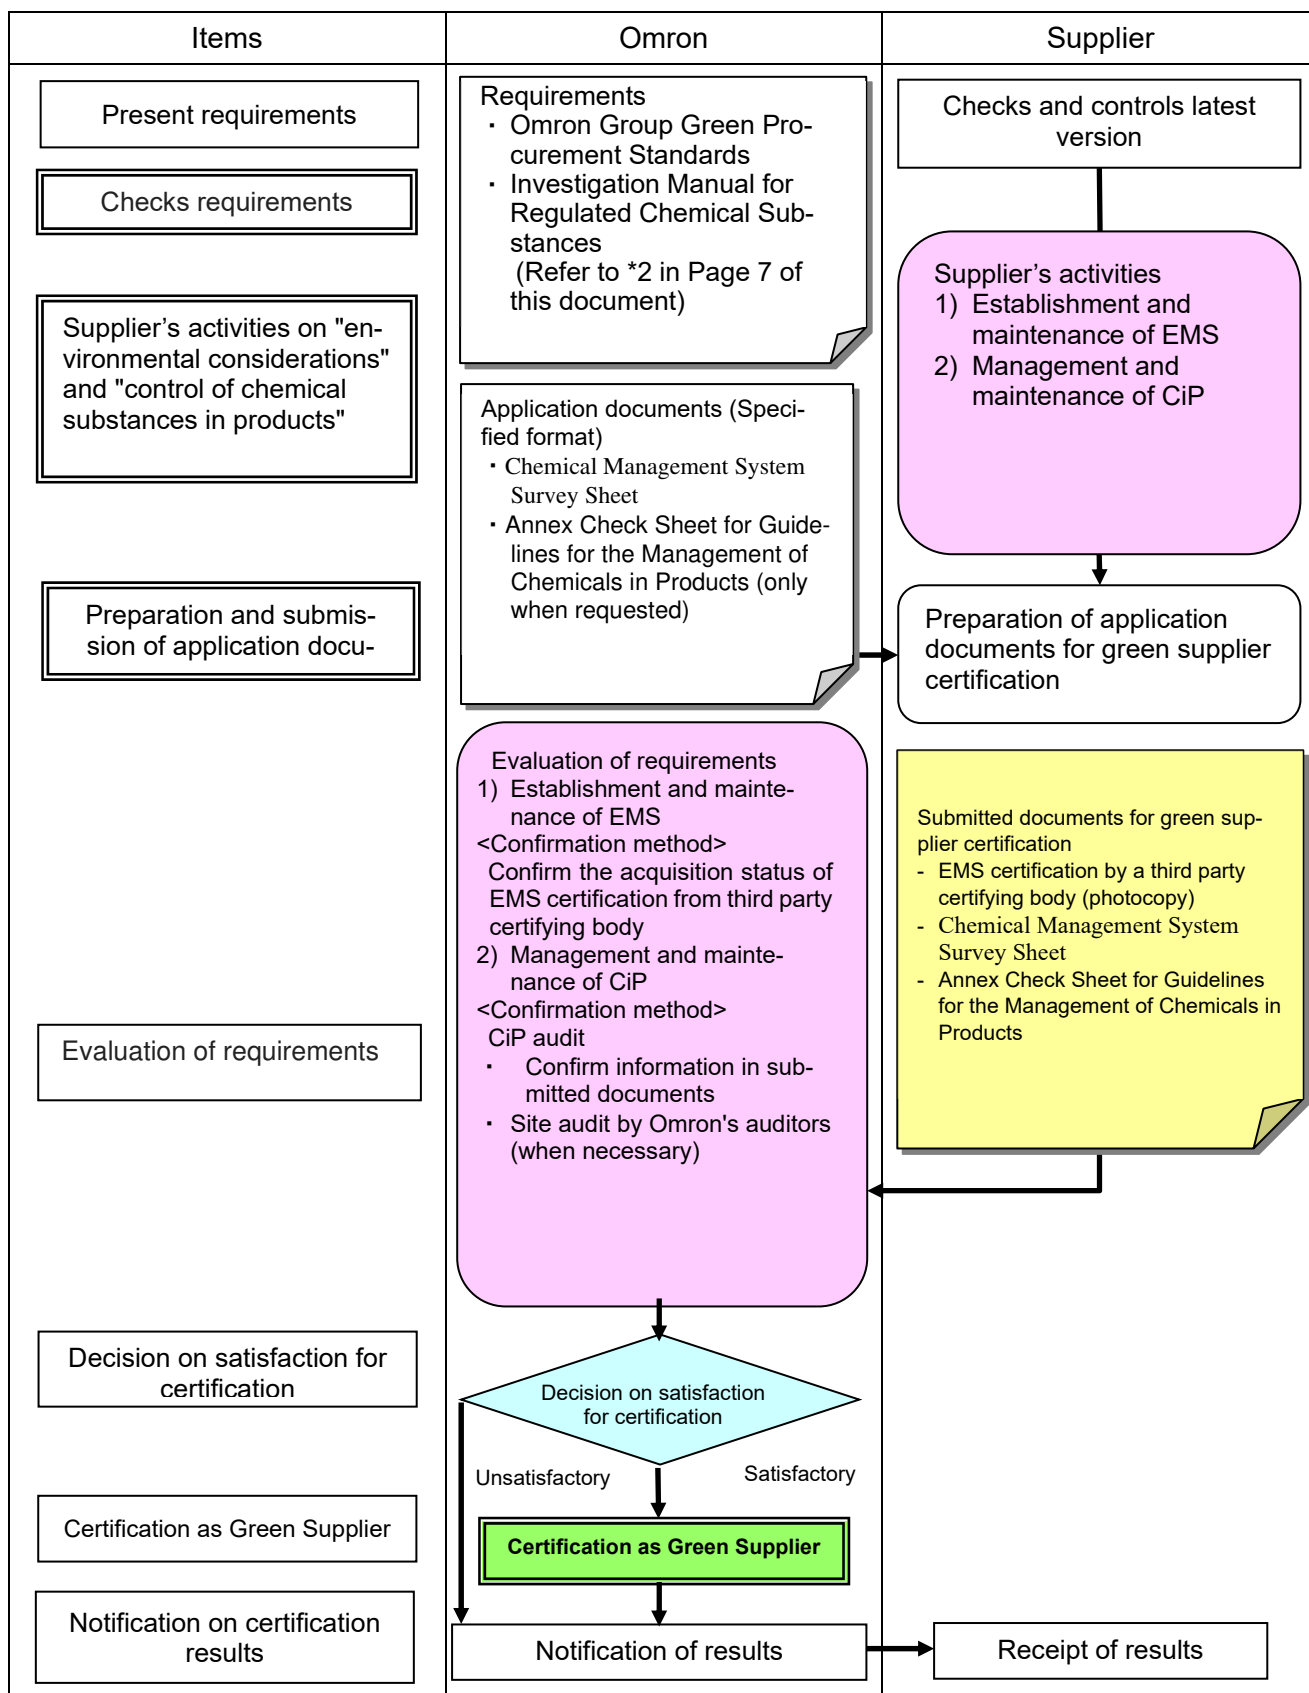 Items
Omron
Supplier
Present requirements
Checks requirements
Supplier’s activities on "en-
vironmental considerations"
and "control of chemical
substances in products"
Preparation and submis-
sion of application docu-
Evaluation of requirements
Decision on satisfaction for
certification
Certification as Green Supplier
Notification on certification
results
Requirements
・ Omron Group Green Pro-
curement Standards
・ Investigation Manual for
Regulated Chemical Sub-
stances
(Refer to *2 in Page 7 of
this document)
Application documents (Speci-
fied format)
・Chemical Management System
Survey Sheet
・Annex Check Sheet for Guide-
lines for the Management of
Chemicals in Products (only
when requested)
Evaluation of requirements
1) Establishment and mainte-
nance of EMS
<Confirmation method>
Confirm the acquisition status of
EMS certification from third party
certifying body
2) Management and mainte-
nance of CiP
<Confirmation method>
CiP audit
・ Confirm information in sub-
mitted documents
・ Site audit by Omron's auditors
(when necessary)
Decision on satisfaction
for certification
Unsatisfactory
Satisfactory
Certification as Green Supplier
Notification of results
Checks and controls latest
version
Supplier’s activities
1) Establishment and
maintenance of EMS
2) Management and
maintenance of CiP
Preparation of application
documents for green supplier
certification
Submitted documents for green sup-
plier certification
- EMS certification by a third party
certifying body (photocopy)
- Chemical Management System
Survey Sheet
- Annex Check Sheet for Guidelines
for the Management of Chemicals in
Products
Receipt of results